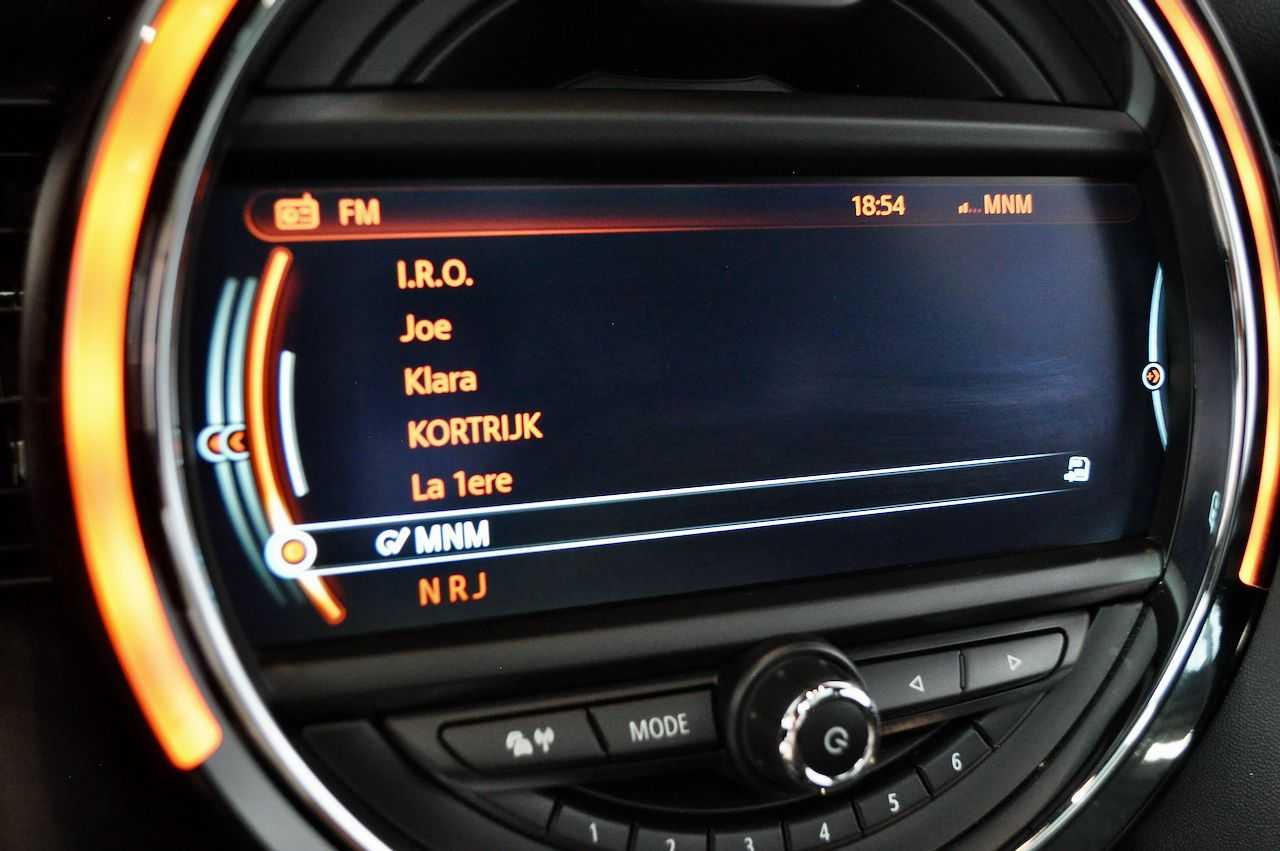 FM 18:54 MNM
I.R.O.
Joe
Klara
KORTRIJK
La 1ere
MNM
N R J
MODE
1 2 3 4 5 6